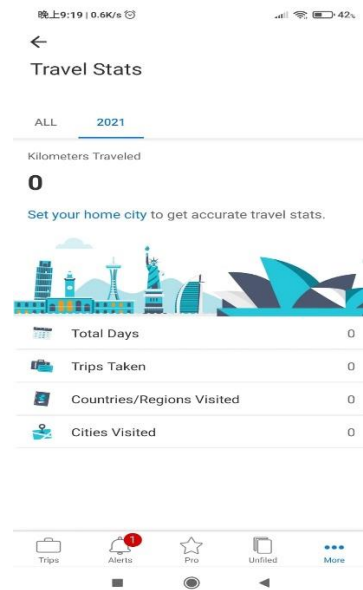 晚上9:19 | 0.6K/s
42
Travel Stats
ALL
2021
Kilometers Traveled
0
Set your home city to get accurate travel stats.
Total Days 0
Trips Taken 0
Countries/Regions Visited 0
Cities Visited 0
1
Trips
Alerts
Pro
Unfiled
More